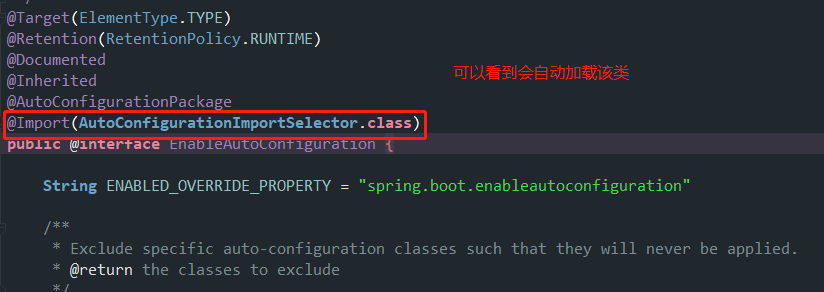 @Target(ElementType.TYPE)
@Retention(RetentionPolicy.RUNTIME)
@Documented
@Inherited
可以看到会自动加载该类
@AutoConfigurationPackage
@Import(AutoConfigurationImportSelector.class)
public @interface EnableAutoConfiguration {
String ENABLED_OVERRIDE_PROPERTY = "spring.boot.enableautoconfiguration"
/**
* Exclude specific auto-configuration classes such that they will never be applied.
* @return the classes to exclude
*/